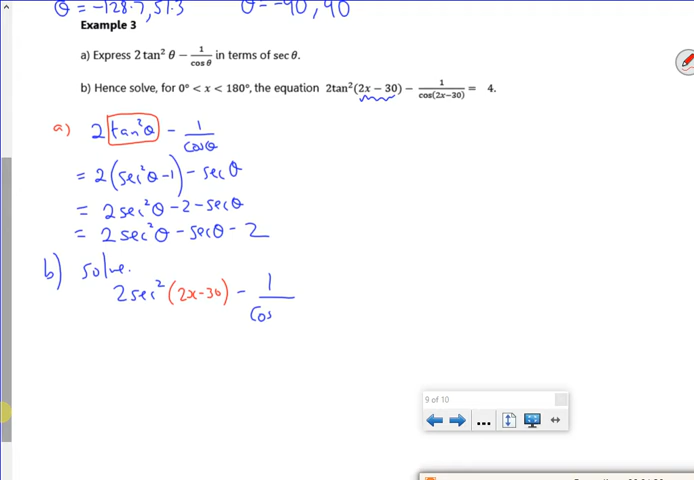 θ = -128.7, 51.3 θ = -90, 90
Example 3
a) Express 2 tan² θ − 1/cos θ in terms of sec θ.
b) Hence solve, for 0° < x < 180°, the equation 2tan²(2x − 30) − 1/cos(2x−30) = 4.
a) 2 tan²θ - 1/cosθ
= 2(sec²θ -1) - secθ
= 2sec²θ - 2 - secθ
= 2sec²θ - secθ - 2
b) solve.
2sec²(2x-30) - 1/cos
9 of 10
...